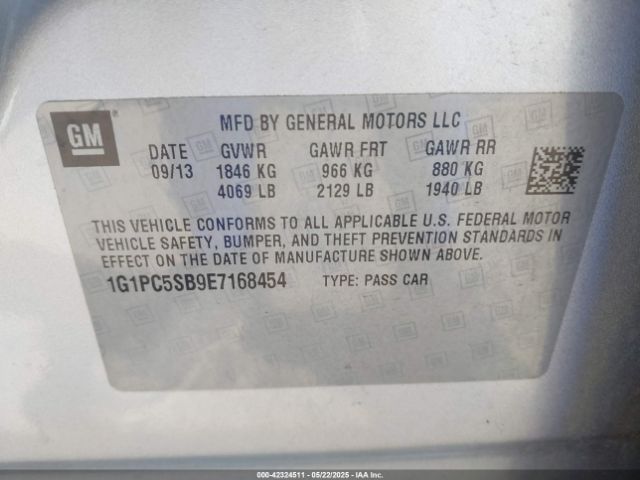 GM
MFD BY GENERAL MOTORS LLC
DATE GVWR GAWR FRT GAWR RR
09/13 1846 KG 966 KG 880 KG
4069 LB 2129 LB 1940 LB
THIS VEHICLE CONFORMS TO ALL APPLICABLE U.S. FEDERAL MOTOR
VEHICLE SAFETY, BUMPER, AND THEFT PREVENTION STANDARDS IN
EFFECT ON THE DATE OF MANUFACTURE SHOWN ABOVE.
1G1PC5SB9E7168454 TYPE: PASS CAR
000-42324511 - 05/22/2025 - IAAI, Inc.